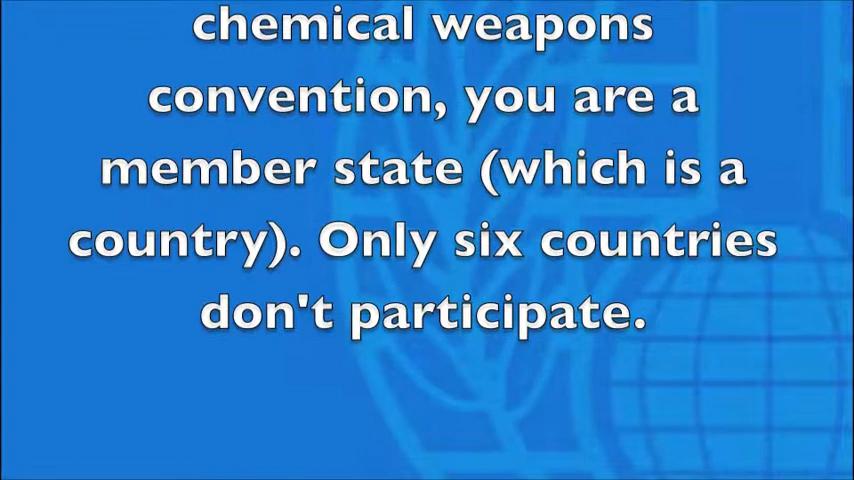 chemical weapons
convention, you are a
member state (which is a
country). Only six countries
don't participate.